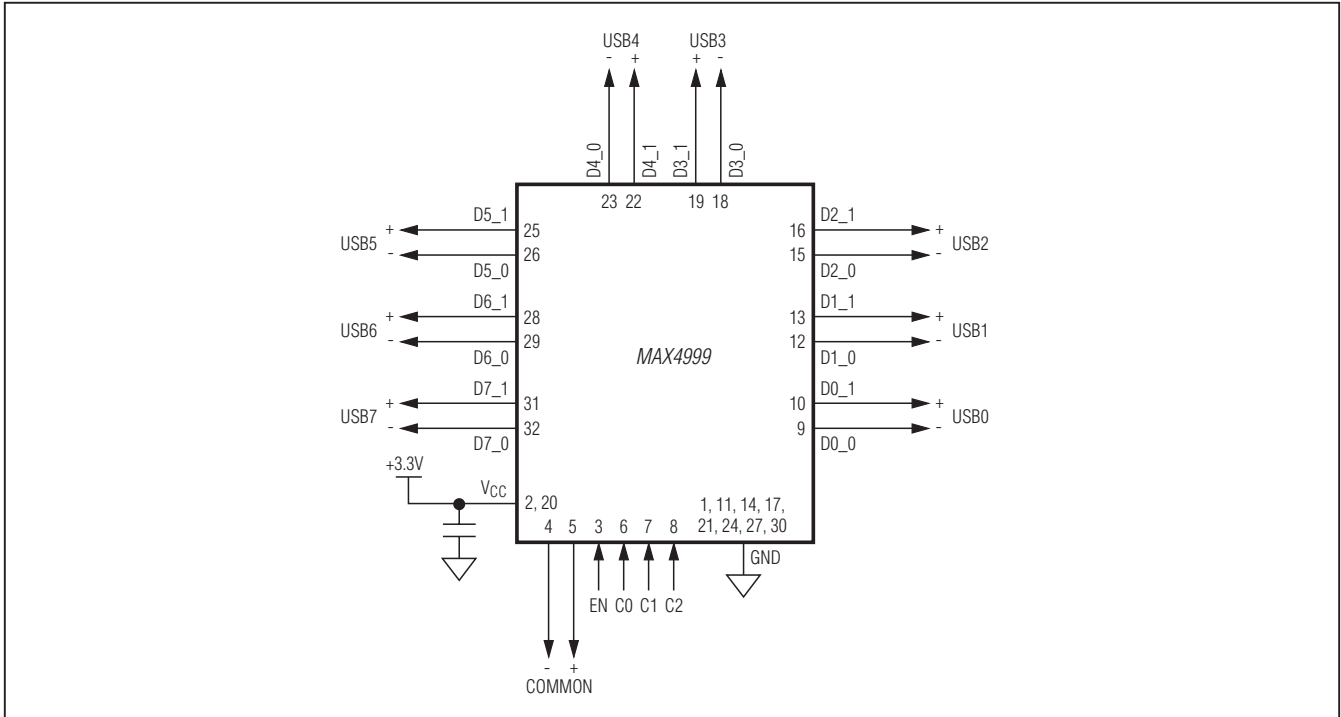 USB4 USB3
- + + -
D4_0 D4_1 D3_1 D3_0
23 22 19 18
D5_1 D2_1
+ 25 16 +
USB5 USB2
- 26 15 -
D5_0 D2_0
D6_1 D1_1
+ 28 13 +
USB6 USB1
- 29 12 -
D6_0 D1_0
MAX4999
D7_1 D0_1
+ 31 10 +
USB7 USB0
- 32 9 -
D7_0 D0_0
+3.3V
VCC
2, 20 1, 11, 14, 17,
4 5 3 6 7 8 21, 24, 27, 30
GND
EN C0 C1 C2
- +
COMMON